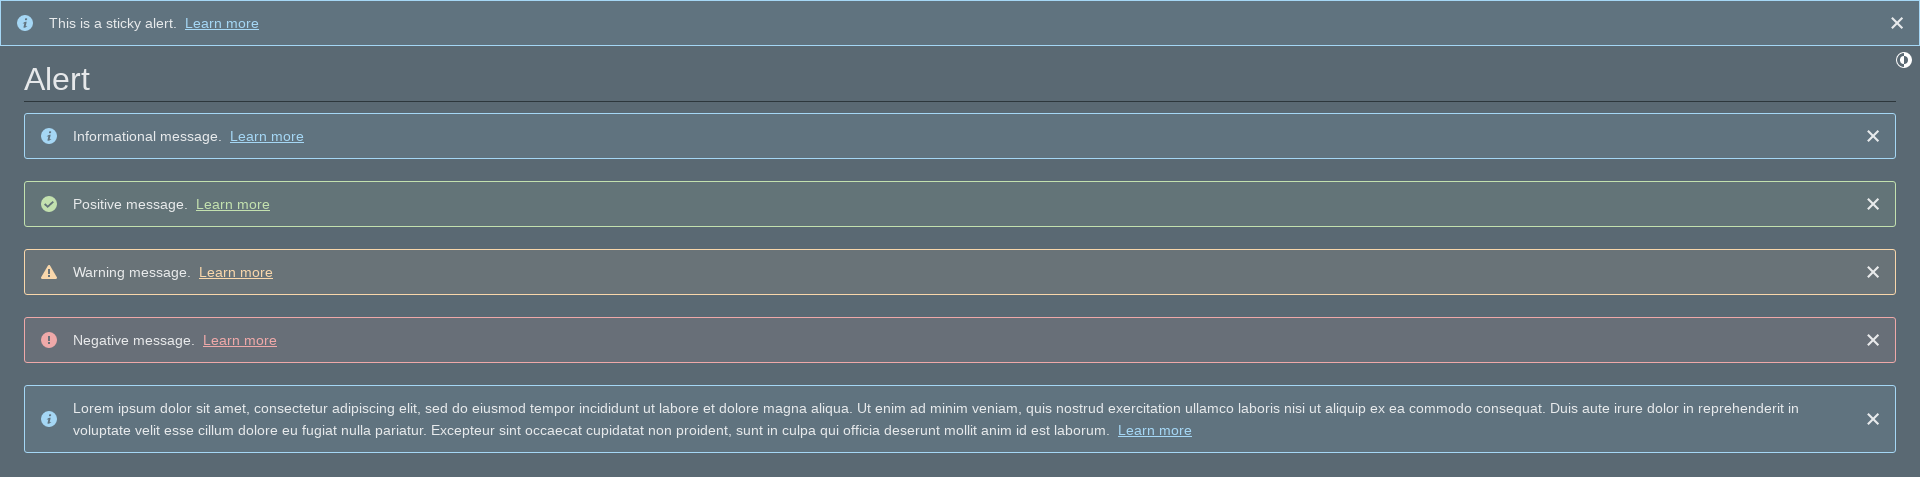 This is a sticky alert. Learn more
Alert
Informational message. Learn more
Positive message. Learn more
Warning message. Learn more
Negative message. Learn more
Lorem ipsum dolor sit amet, consectetur adipiscing elit, sed do eiusmod tempor incididunt ut labore et dolore magna aliqua. Ut enim ad minim veniam, quis nostrud exercitation ullamco laboris nisi ut aliquip ex ea commodo consequat. Duis aute irure dolor in reprehenderit in
voluptate velit esse cillum dolore eu fugiat nulla pariatur. Excepteur sint occaecat cupidatat non proident, sunt in culpa qui officia deserunt mollit anim id est laborum. Learn more